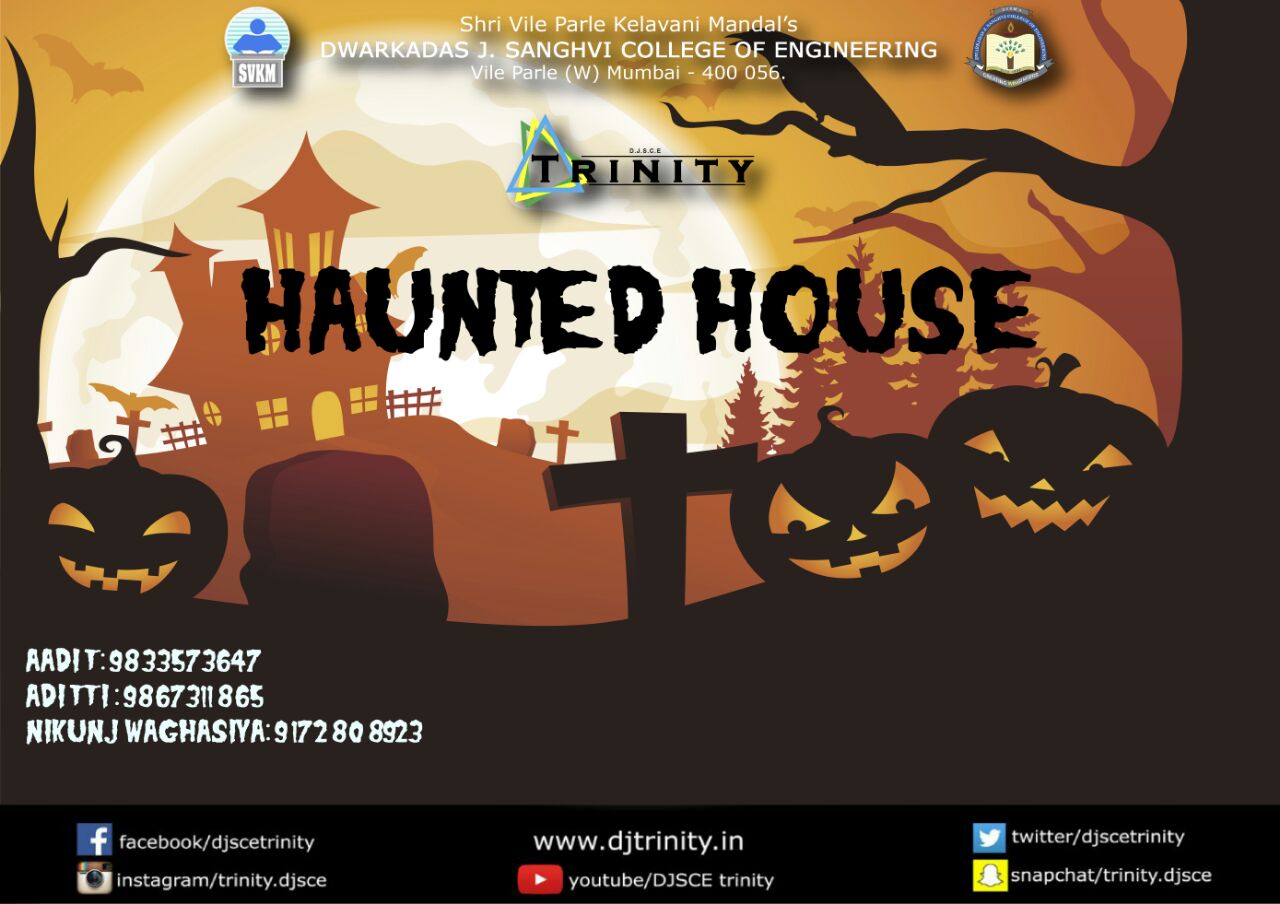 Shri Vile Parle Kelavani Mandal's
DWARKADAS J. SANGHVI COLLEGE OF ENGINEERING
Vile Parle (W) Mumbai - 400 056.
SVKM
D.J.S.C.E
TRINITY
HAUNTED HOUSE
AADIT: 9833573647
ADITTI : 9867311865
NIKUNJ WAGHASIYA: 9172808923
facebook/djscetrinity
www.djtrinity.in
twitter/djscetrinity
instagram/trinity.djsce
youtube/DJSCE trinity
snapchat/trinity.djsce